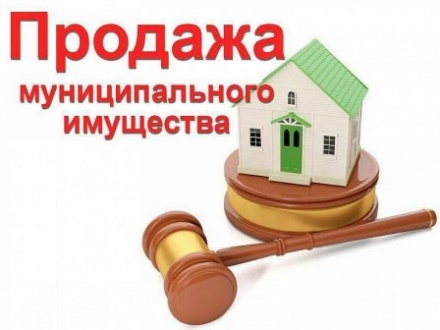 Продажа
муниципального
имущества